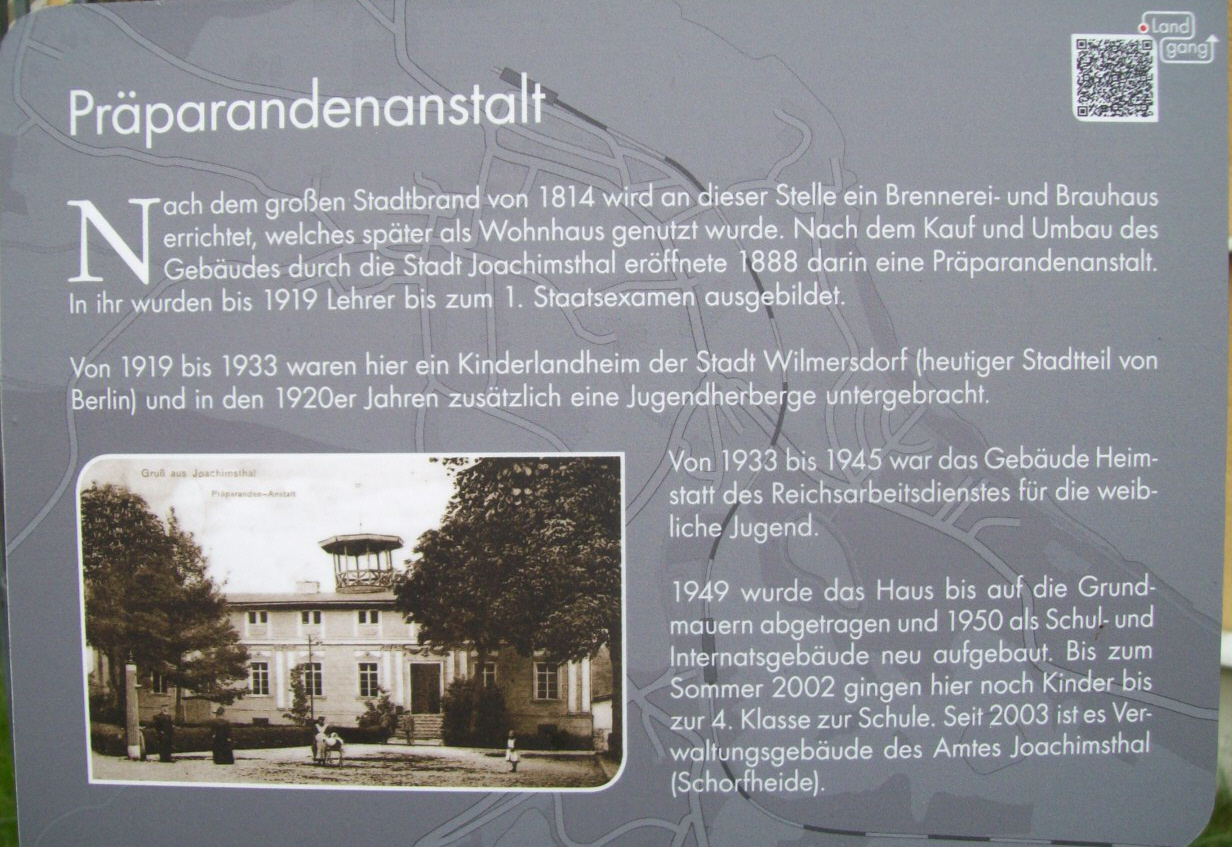 Land
gang
Präparandenanstalt
Nach dem großen Stadtbrand von 1814 wird an dieser Stelle ein Brennerei- und Brauhaus
errichtet, welches später als Wohnhaus genutzt wurde. Nach dem Kauf und Umbau des
Gebäudes durch die Stadt Joachimsthal eröffnete 1888 darin eine Präparandenanstalt.
In ihr wurden bis 1919 Lehrer bis zum 1. Staatsexamen ausgebildet.
Von 1919 bis 1933 waren hier ein Kinderlandheim der Stadt Wilmersdorf (heutiger Stadtteil von
Berlin) und in den 1920er Jahren zusätzlich eine Jugendherberge untergebracht.
Gruß aus Joachimsthal
Präparanden-Anstalt
Von 1933 bis 1945 war das Gebäude Heim-
statt des Reichsarbeitsdienstes für die weib-
liche Jugend.
1949 wurde das Haus bis auf die Grund-
mauern abgetragen und 1950 als Schul- und
Internatsgebäude neu aufgebaut. Bis zum
Sommer 2002 gingen hier noch Kinder bis
zur 4. Klasse zur Schule. Seit 2003 ist es Ver-
waltungsgebäude des Amtes Joachimsthal
(Schorfheide).